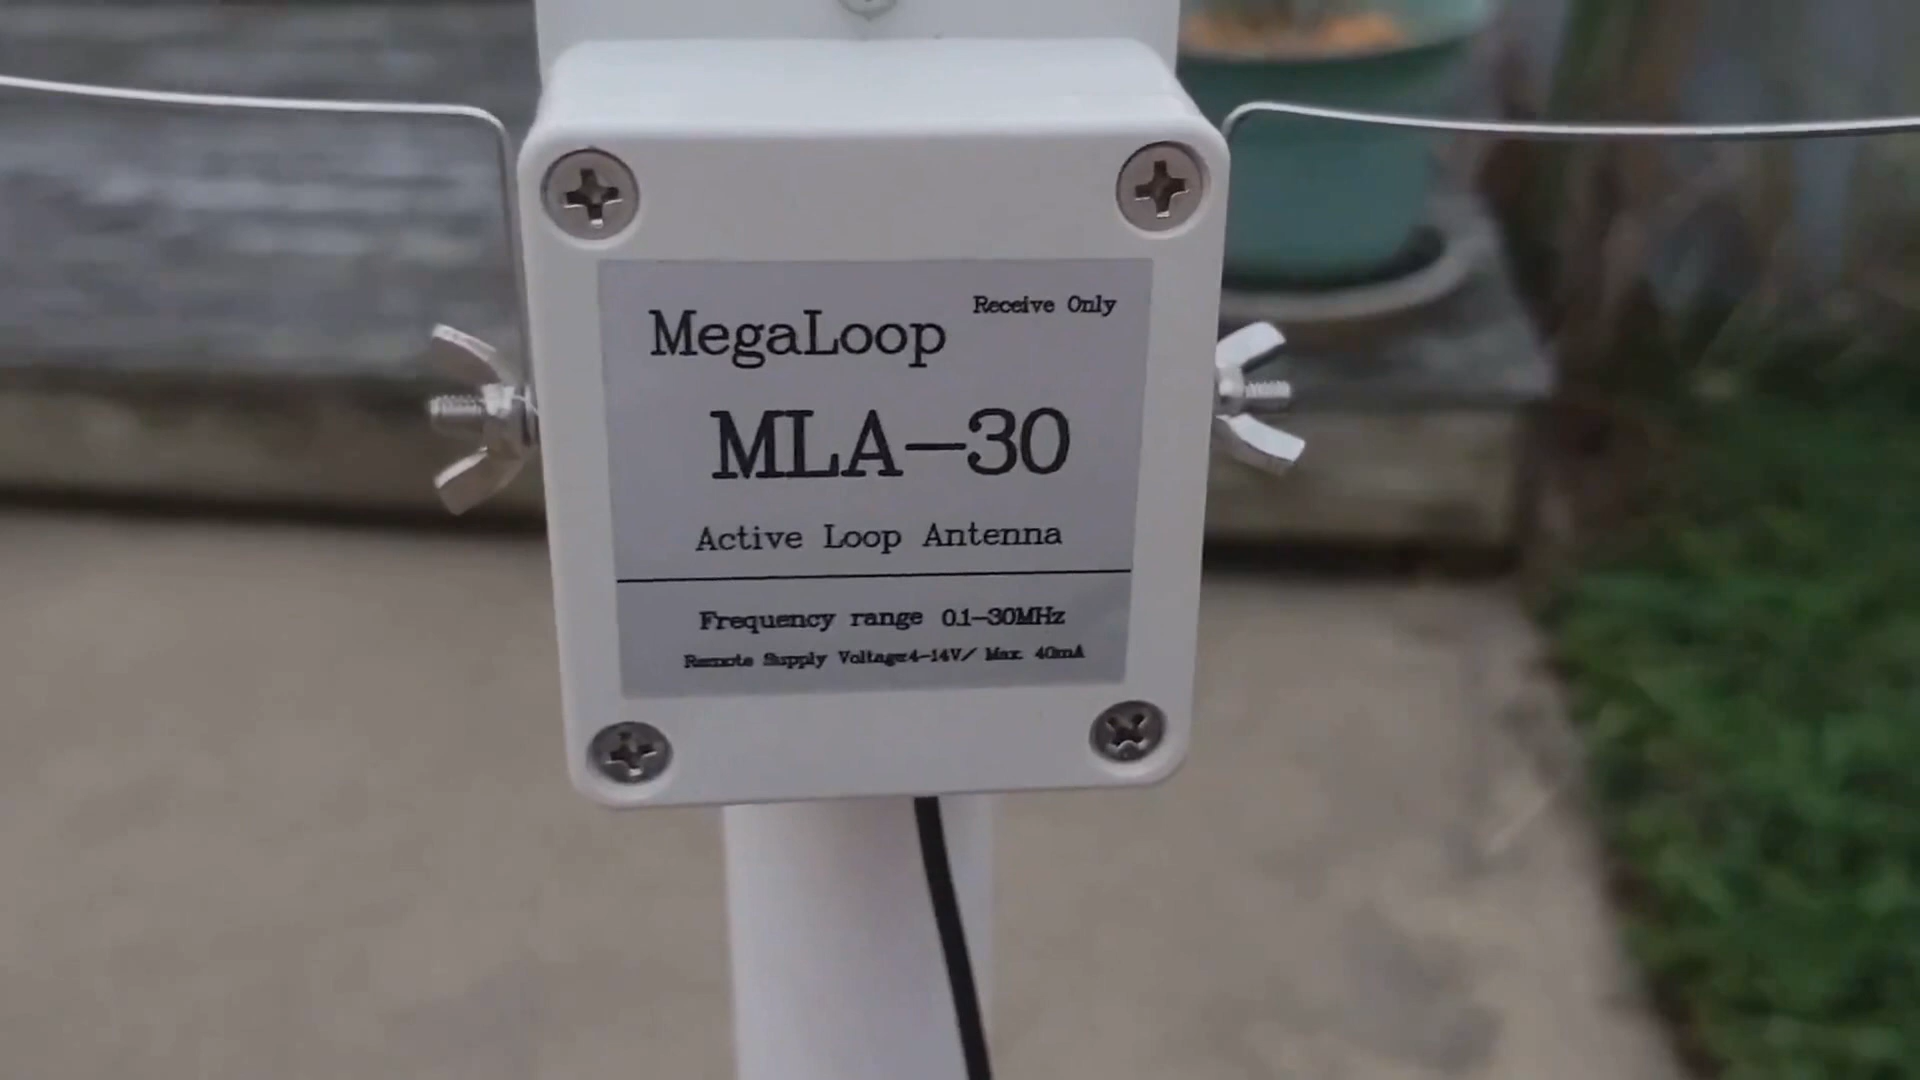 Receive Only
MegaLoop
MLA-30
Active Loop Antenna
Frequency range 0.1-30MHz
Remote Supply Voltage:4-14V/ Max. 40mA